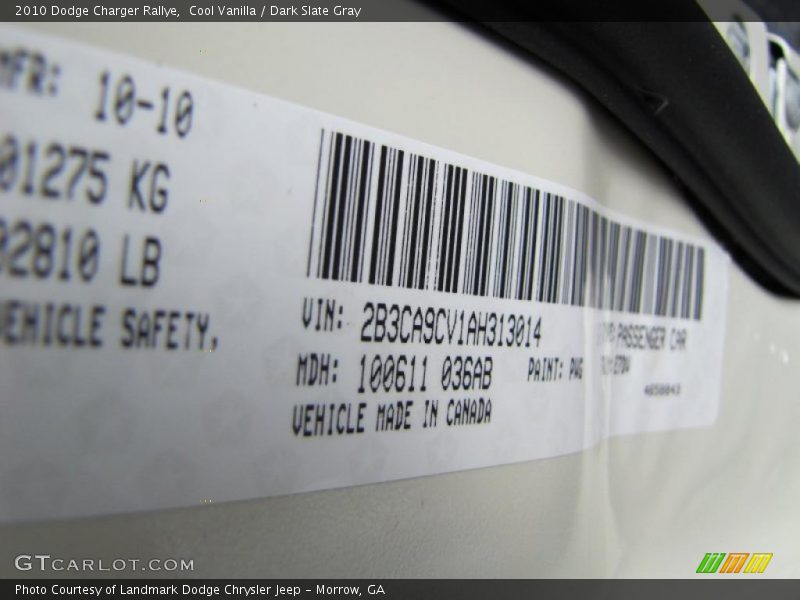 2010 Dodge Charger Rallye, Cool Vanilla / Dark Slate Gray
MFR: 10-10
01275 KG
02810 LB
VEHICLE SAFETY,
VIN: 2B3CA9CV1AH313014
PASSENGER CAR
MDH: 100611 036AB
PAINT: PWG
VEHICLE MADE IN CANADA
GTCARLOT.COM
Photo Courtesy of Landmark Dodge Chrysler Jeep – Morrow, GA